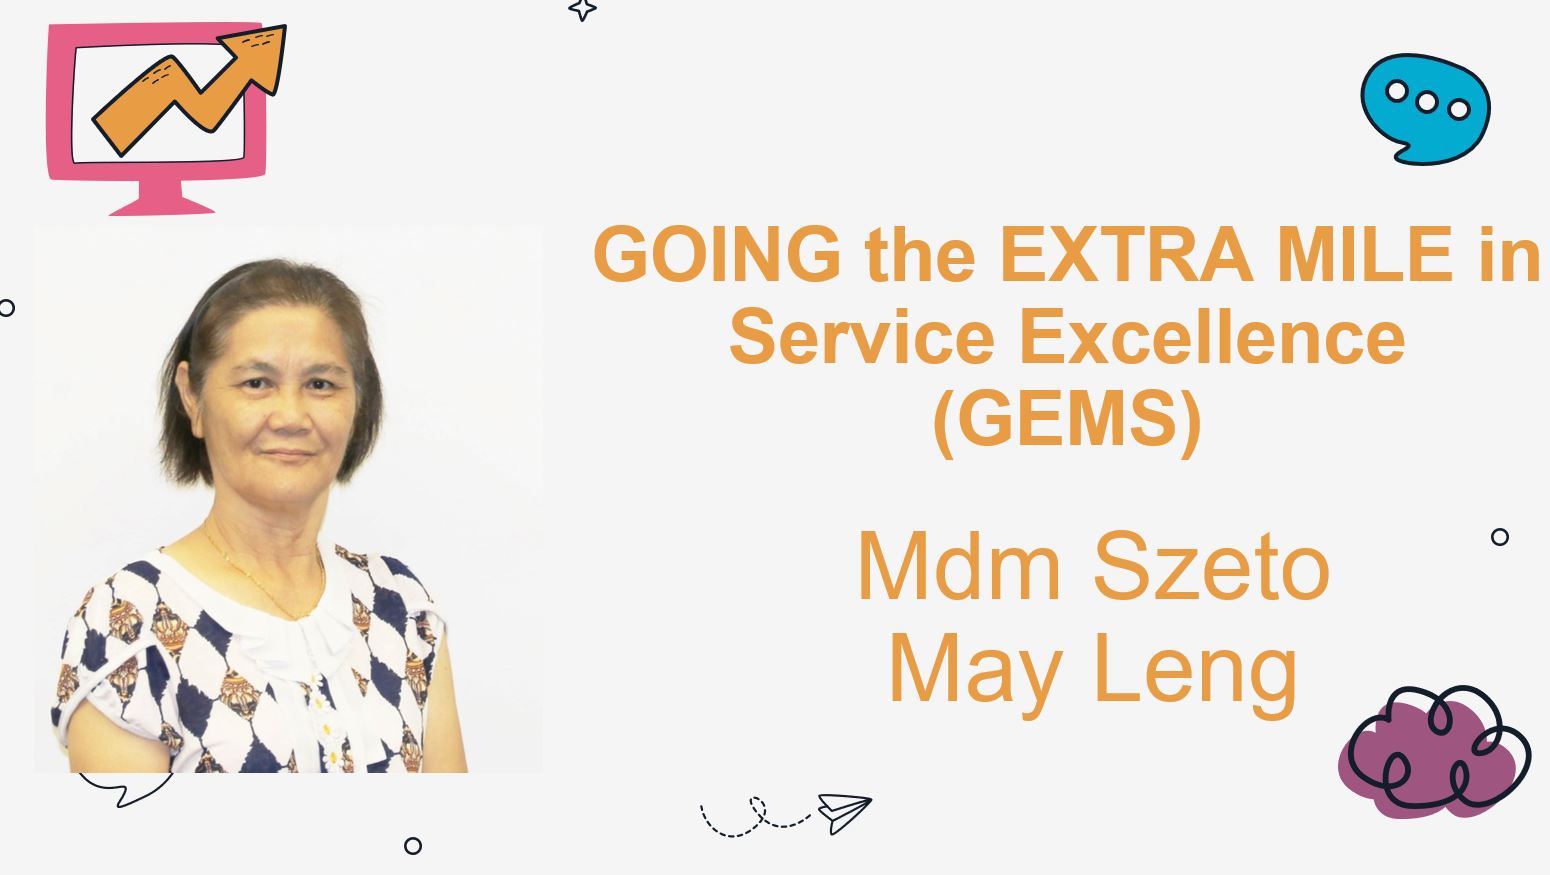 GOING the EXTRA MILE in
Service Excellence
(GEMS)
Mdm Szeto
May Leng